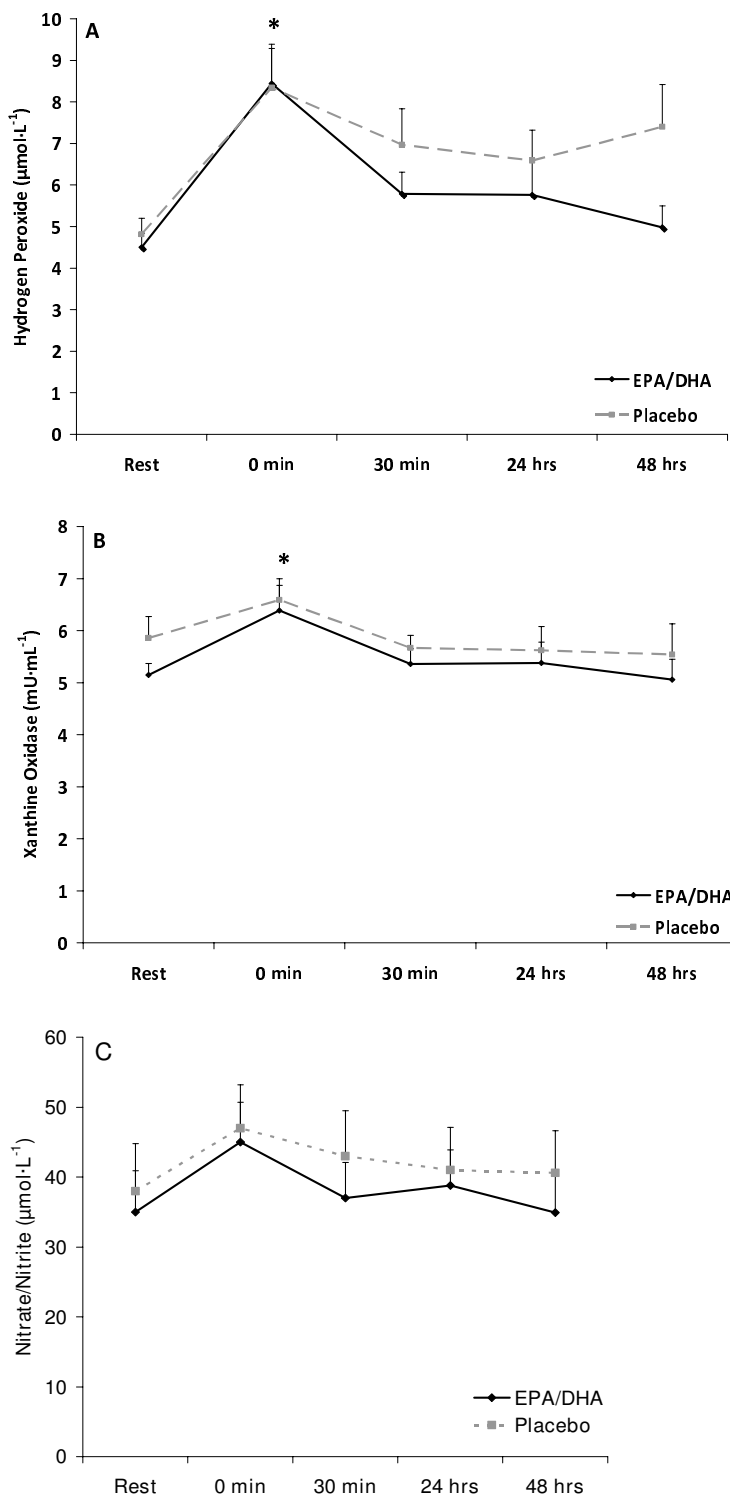 A
*
Hydrogen Peroxide (µmol·L-1)
10
9
8
7
6
5
4
3
2
1
0
EPA/DHA
Placebo
Rest 0 min 30 min 24 hrs 48 hrs
B
*
Xanthine Oxidase (mU·mL-1)
8
7
6
5
4
3
2
1
0
EPA/DHA
Placebo
Rest 0 min 30 min 24 hrs 48 hrs
C
Nitrate/Nitrite (µmol·L-1)
60
50
40
30
20
10
0
EPA/DHA
Placebo
Rest 0 min 30 min 24 hrs 48 hrs